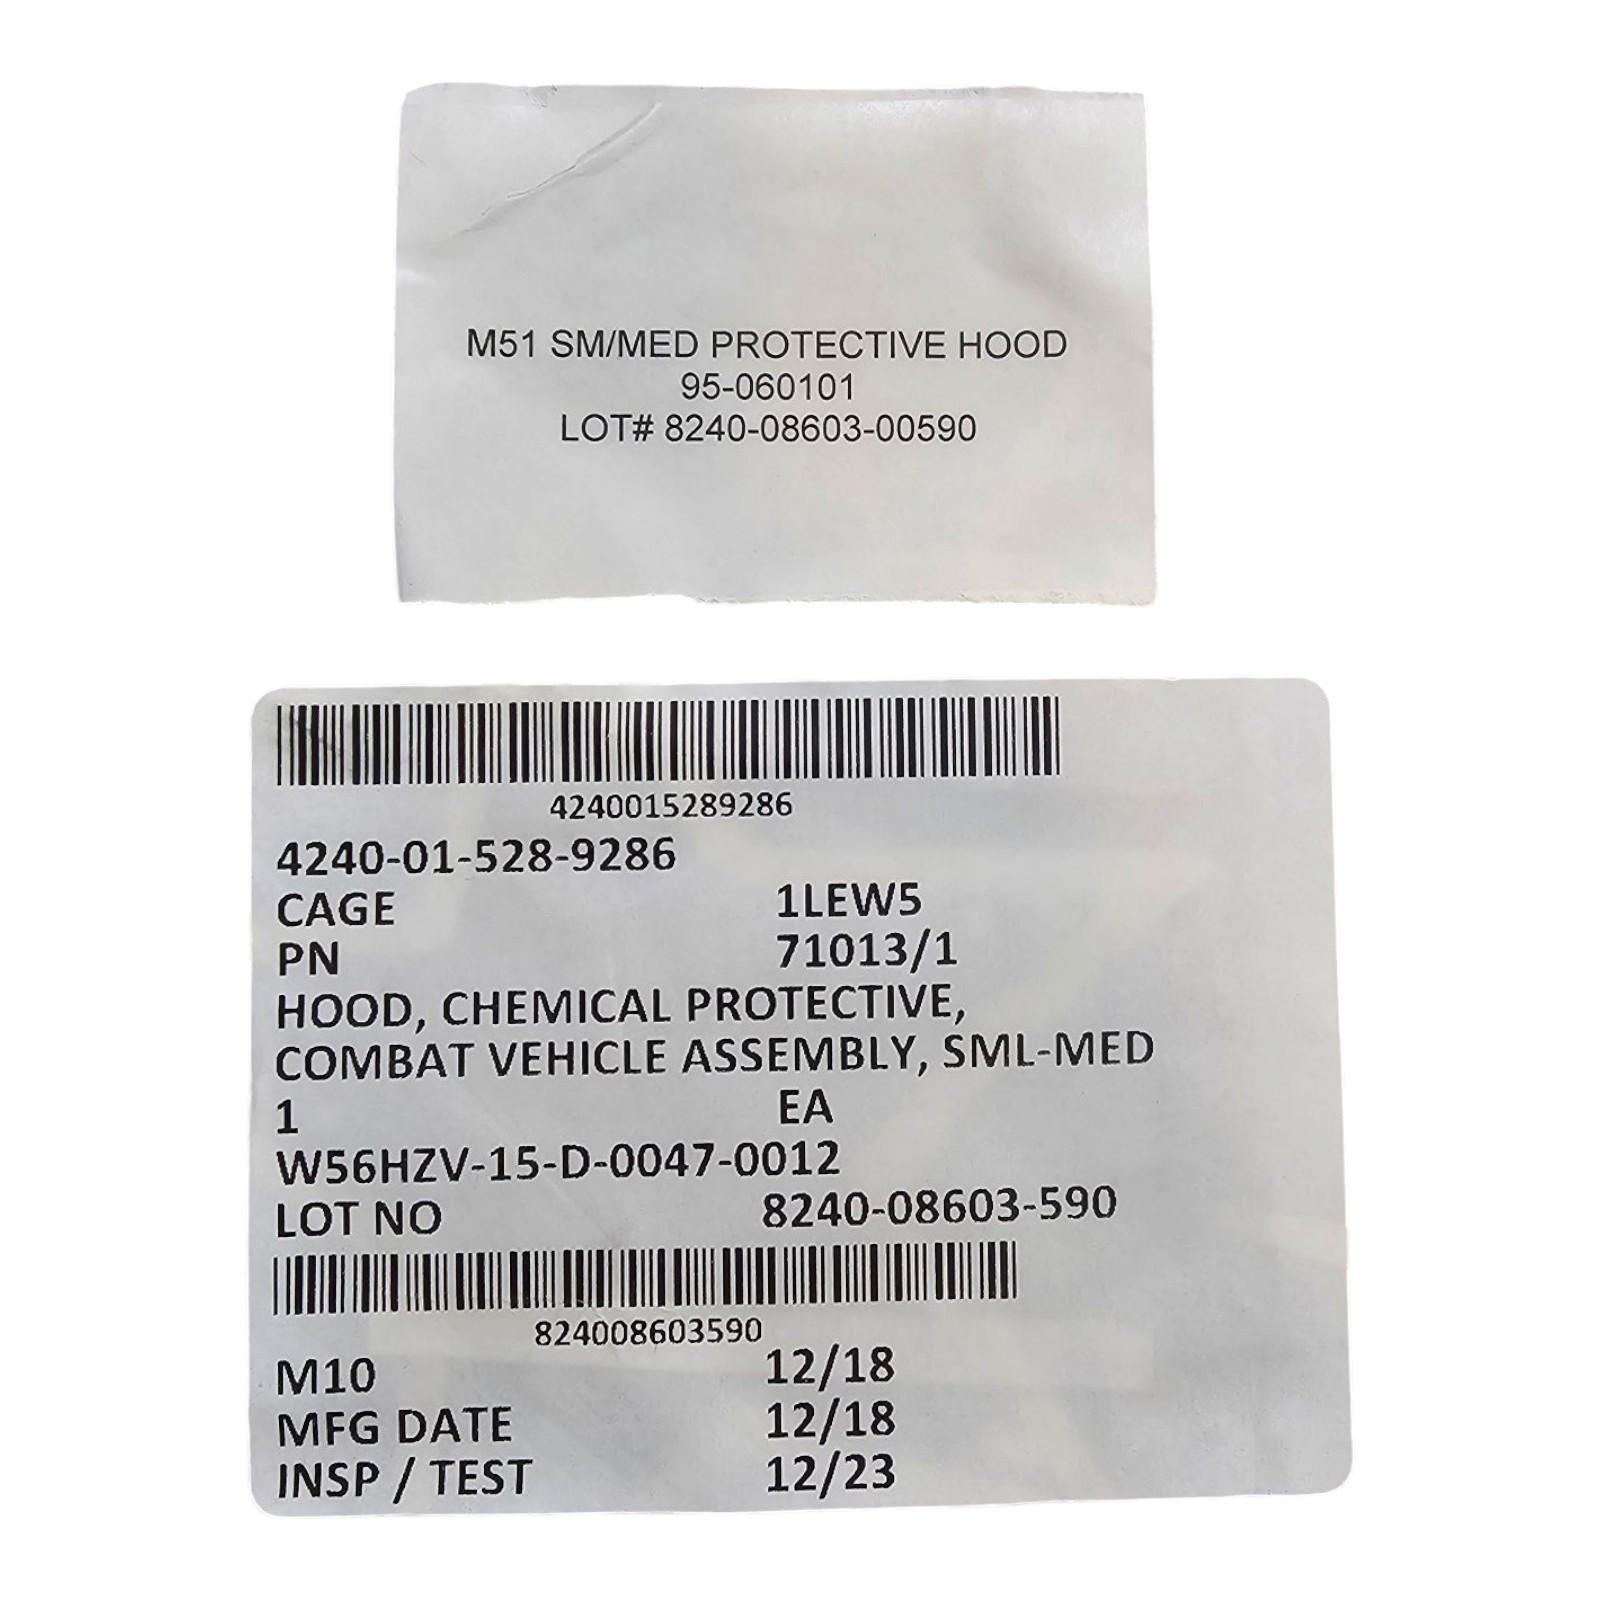 M51 SM/MED PROTECTIVE HOOD
95-060101
LOT# 8240-08603-00590
4240015289286
4240-01-528-9286
CAGE 1LEW5
PN 71013/1
HOOD, CHEMICAL PROTECTIVE,
COMBAT VEHICLE ASSEMBLY, SML-MED
1 EA
W56HZV-15-D-0047-0012
LOT NO 8240-08603-590
824008603590
M10 12/18
MFG DATE 12/18
INSP / TEST 12/23